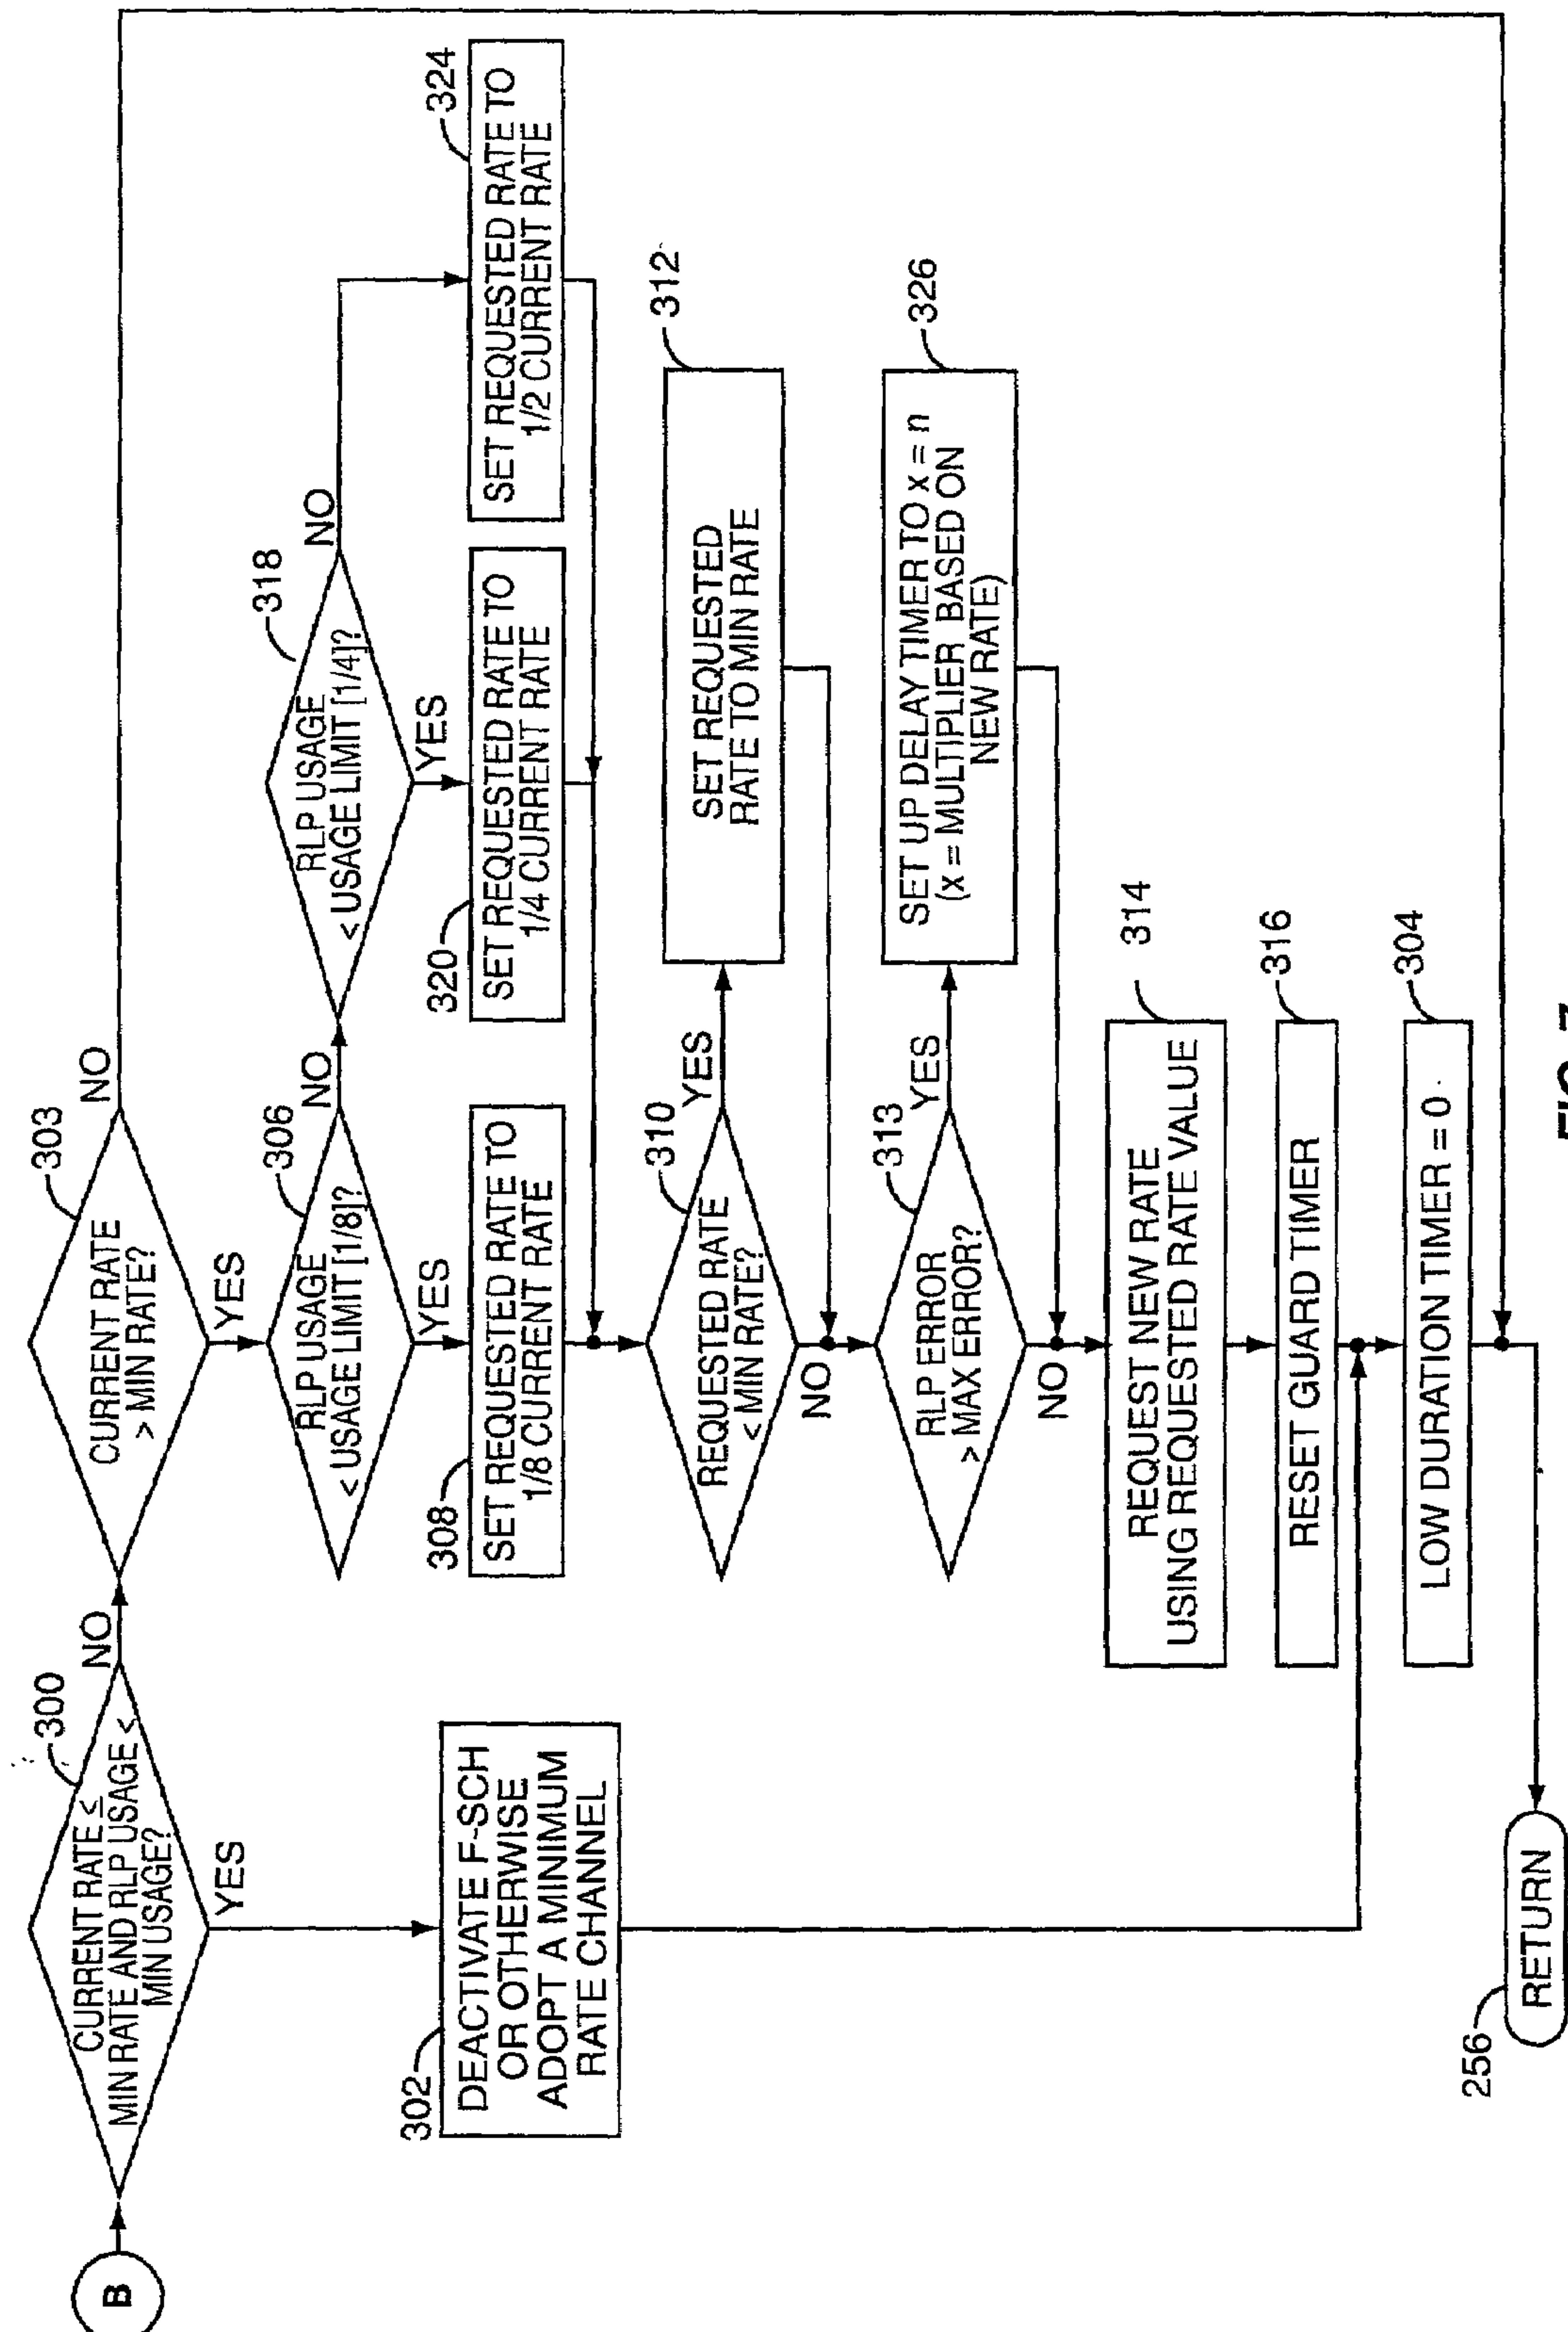 B
300
CURRENT RATE ≤
MIN RATE AND RLP USAGE <
MIN USAGE?
NO
YES
302
DEACTIVATE F-SCH
OR OTHERWISE
ADOPT A MINIMUM
RATE CHANNEL
303
CURRENT RATE
> MIN RATE?
NO
YES
306
RLP USAGE
< USAGE LIMIT [1/8]?
NO
YES
318
RLP USAGE
< USAGE LIMIT [1/4]?
NO
YES
308
SET REQUESTED RATE TO
1/8 CURRENT RATE
320
SET REQUESTED RATE TO
1/4 CURRENT RATE
324
SET REQUESTED RATE TO
1/2 CURRENT RATE
310
REQUESTED RATE
< MIN RATE?
YES
NO
312
SET REQUESTED
RATE TO MIN RATE
313
RLP ERROR
> MAX ERROR?
YES
NO
326
SET UP DELAY TIMER TO x = n
(x = MULTIPLIER BASED ON
NEW RATE)
314
REQUEST NEW RATE
USING REQUESTED RATE VALUE
316
RESET GUARD TIMER
304
LOW DURATION TIMER = 0
256
RETURN